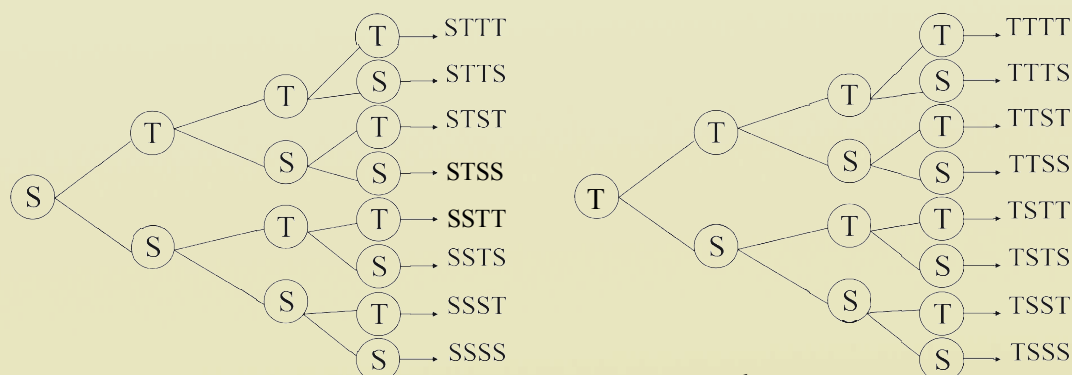 T STTT
T S STTS
T T STST
S S STSS
S T T SSTT
S S SSTS
S T SSST
S SSSS
T TTTT
T S TTTS
T T TTST
S S TTSS
T T T TSTT
S S TSTS
S T TSST
S TSSS